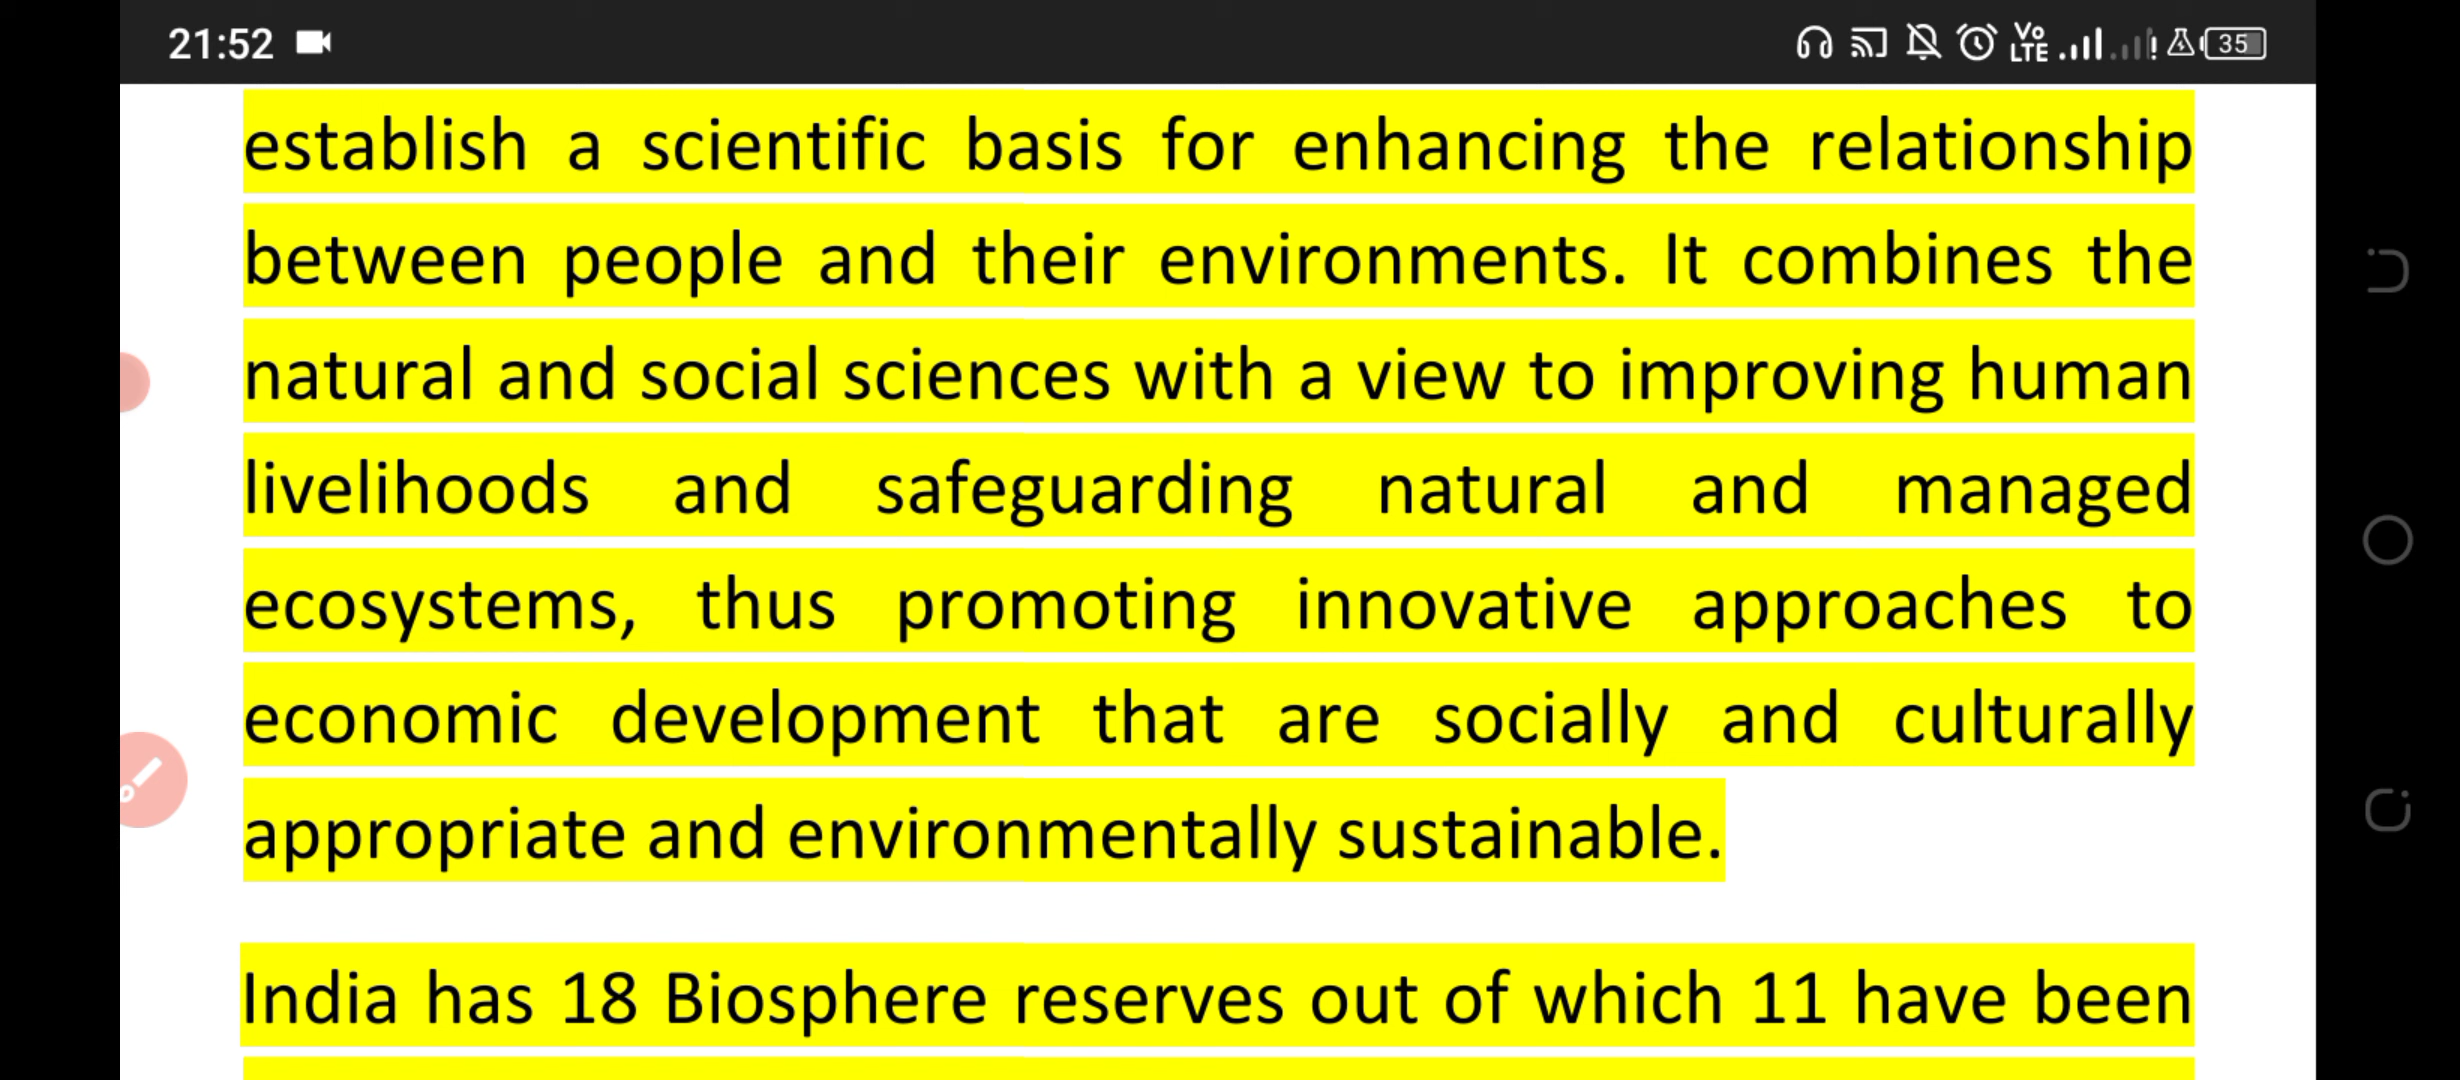 21:52
Vo
LTE
35
establish a scientific basis for enhancing the relationship
between people and their environments. It combines the
natural and social sciences with a view to improving human
livelihoods and safeguarding natural and managed
ecosystems, thus promoting innovative approaches to
economic development that are socially and culturally
appropriate and environmentally sustainable.
India has 18 Biosphere reserves out of which 11 have been